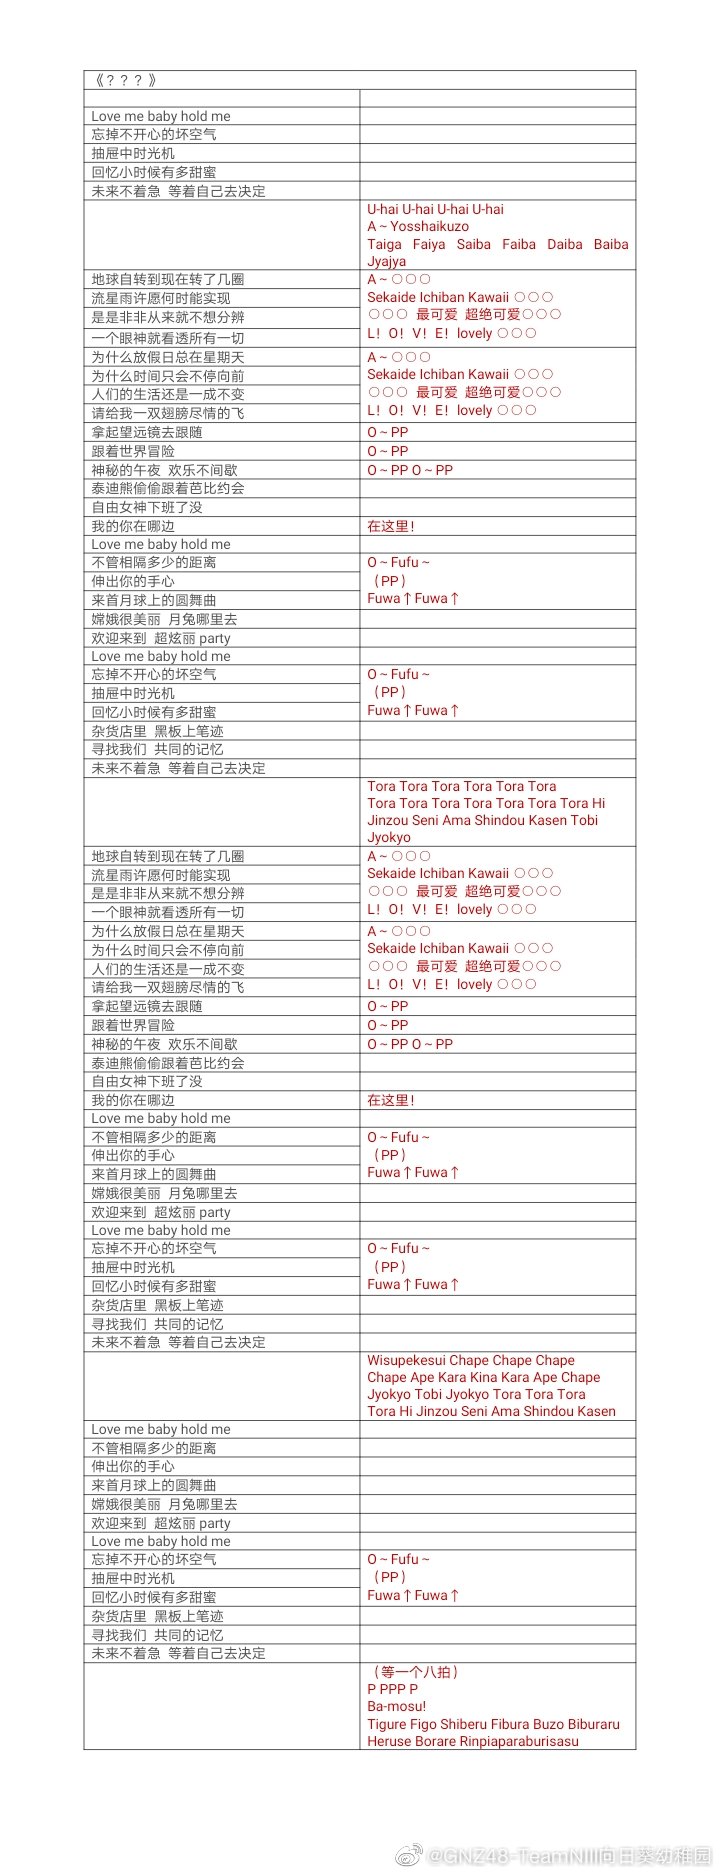 《？？？》
Love me baby hold me
忘掉不开心的坏空气
抽屉中时光机
回忆小时候有多甜蜜
未来不着急 等着自己去决定
U-hai U-hai U-hai U-hai
A～Yosshaikuzo
Taiga Faiya Saiba Faiba Daiba Baiba
Jyajya
地球自转到现在转了几圈
A～○○○
流星雨许愿何时能实现
Sekaide Ichiban Kawaii ○○○
是是非非从来就不想分辨
○○○ 最可爱 超绝可爱○○○
一个眼神就看透所有一切
L！O！V！E！lovely ○○○
为什么放假日总在星期天
A～○○○
为什么时间只会不停向前
Sekaide Ichiban Kawaii ○○○
人们的生活还是一成不变
○○○ 最可爱 超绝可爱○○○
请给我一双翅膀尽情的飞
L！O！V！E！lovely ○○○
拿起望远镜去跟随
O～PP
跟着世界冒险
O～PP
神秘的午夜 欢乐不间歇
O～PP O～PP
泰迪熊偷偷跟着芭比约会
自由女神下班了没
我的你在哪边
在这里！
Love me baby hold me
不管相隔多少的距离
O～Fufu～
伸出你的手心
（PP）
来首月球上的圆舞曲
Fuwa↑Fuwa↑
嫦娥很美丽 月兔哪里去
欢迎来到 超炫丽 party
Love me baby hold me
忘掉不开心的坏空气
O～Fufu～
抽屉中时光机
（PP）
回忆小时候有多甜蜜
Fuwa↑Fuwa↑
杂货店里 黑板上笔迹
寻找我们 共同的记忆
未来不着急 等着自己去决定
Tora Tora Tora Tora Tora Tora
Tora Tora Tora Tora Tora Tora Tora Hi
Jinzou Seni Ama Shindou Kasen Tobi
Jyokyo
地球自转到现在转了几圈
A～○○○
流星雨许愿何时能实现
Sekaide Ichiban Kawaii ○○○
是是非非从来就不想分辨
○○○ 最可爱 超绝可爱○○○
一个眼神就看透所有一切
L！O！V！E！lovely ○○○
为什么放假日总在星期天
A～○○○
为什么时间只会不停向前
Sekaide Ichiban Kawaii ○○○
人们的生活还是一成不变
○○○ 最可爱 超绝可爱○○○
请给我一双翅膀尽情的飞
L！O！V！E！lovely ○○○
拿起望远镜去跟随
O～PP
跟着世界冒险
O～PP
神秘的午夜 欢乐不间歇
O～PP O～PP
泰迪熊偷偷跟着芭比约会
自由女神下班了没
我的你在哪边
在这里！
Love me baby hold me
不管相隔多少的距离
O～Fufu～
伸出你的手心
（PP）
来首月球上的圆舞曲
Fuwa↑Fuwa↑
嫦娥很美丽 月兔哪里去
欢迎来到 超炫丽 party
Love me baby hold me
忘掉不开心的坏空气
O～Fufu～
抽屉中时光机
（PP）
回忆小时候有多甜蜜
Fuwa↑Fuwa↑
杂货店里 黑板上笔迹
寻找我们 共同的记忆
未来不着急 等着自己去决定
Wisupekesui Chape Chape Chape
Chape Ape Kara Kina Kara Ape Chape
Jyokyo Tobi Jyokyo Tora Tora Tora
Tora Hi Jinzou Seni Ama Shindou Kasen
Love me baby hold me
不管相隔多少的距离
伸出你的手心
来首月球上的圆舞曲
嫦娥很美丽 月兔哪里去
欢迎来到 超炫丽 party
Love me baby hold me
忘掉不开心的坏空气
O～Fufu～
抽屉中时光机
（PP）
回忆小时候有多甜蜜
Fuwa↑Fuwa↑
杂货店里 黑板上笔迹
寻找我们 共同的记忆
未来不着急 等着自己去决定
（等一个八拍）
P PPP P
Ba-mosu!
Tigure Figo Shiberu Fibura Buzo Biburaru
Heruse Borare Rinpiaparaburisasu
@GNZ48-TeamNIII向日葵幼稚园